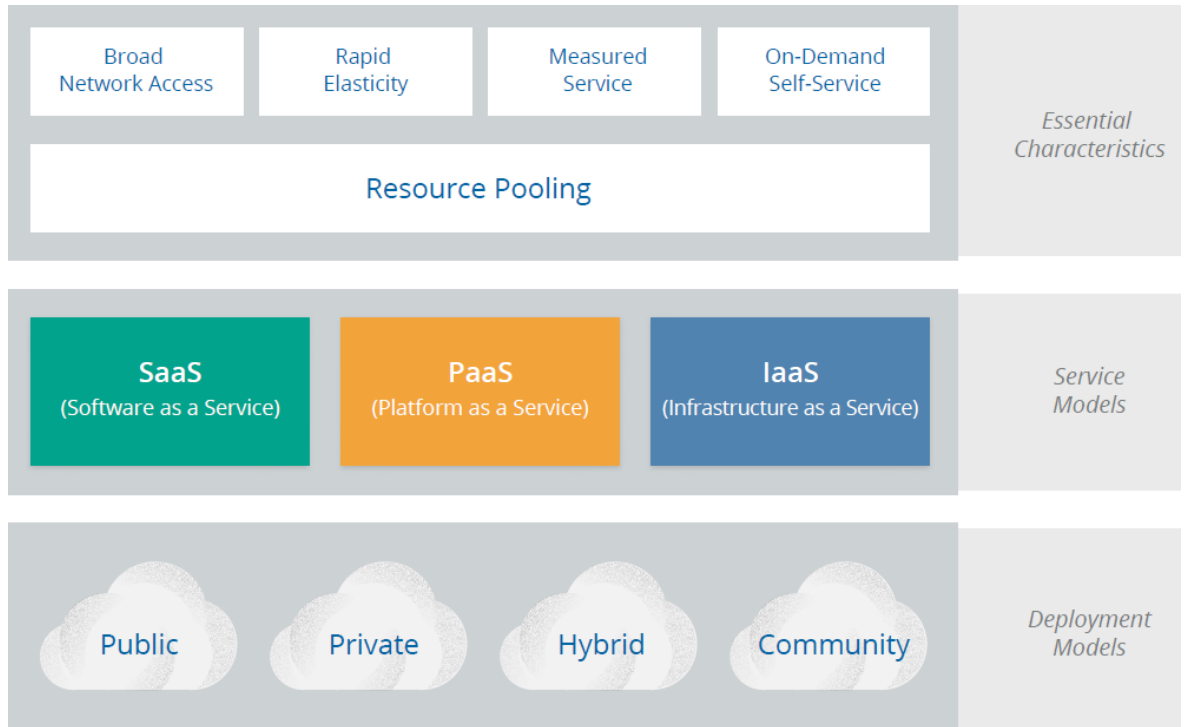 Broad
Network Access
Rapid
Elasticity
Measured
Service
On-Demand
Self-Service
Essential
Characteristics
Resource Pooling
SaaS
(Software as a Service)
PaaS
(Platform as a Service)
IaaS
(Infrastructure as a Service)
Service
Models
Public
Private
Hybrid
Community
Deployment
Models